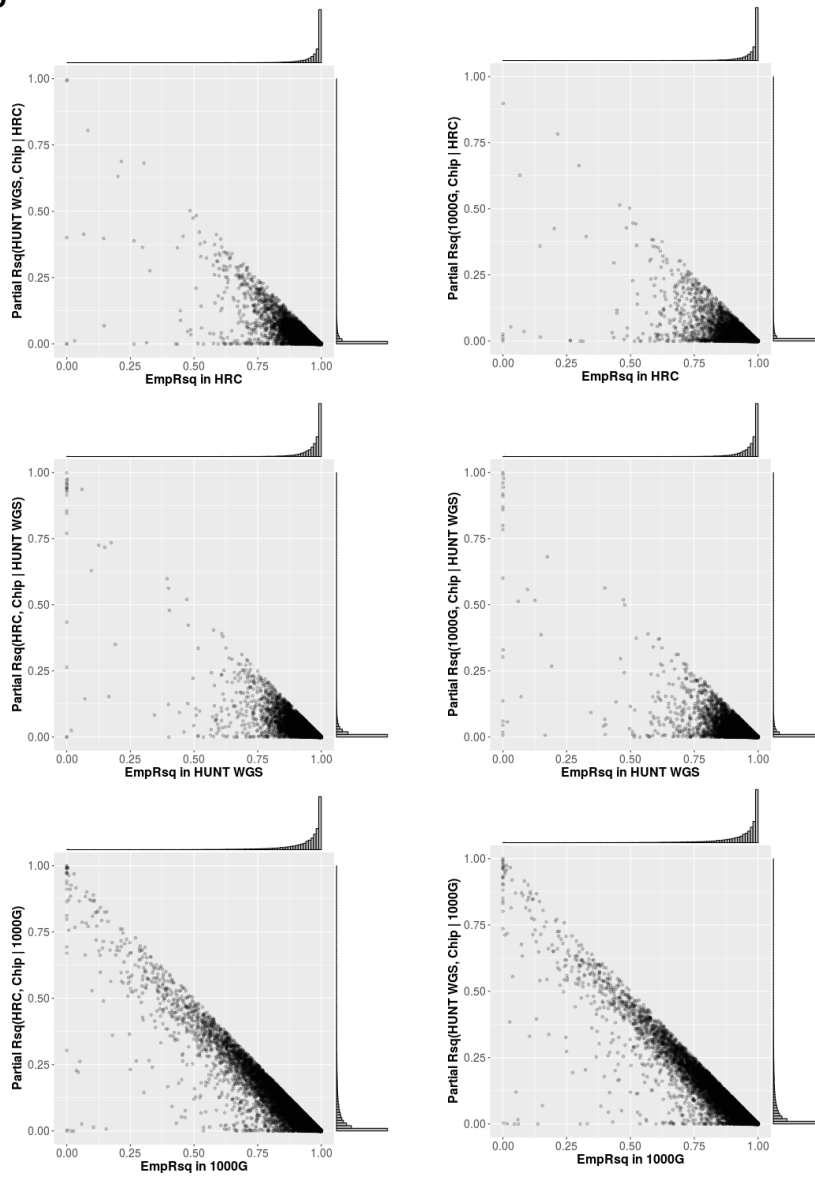 Partial Rsq(HUNT WGS, Chip | HRC)
1.00
0.75
0.50
0.25
0.00
0.00 0.25 0.50 0.75 1.00
EmpRsq in HRC
Partial Rsq(1000G, Chip | HRC)
1.00
0.75
0.50
0.25
0.00
0.00 0.25 0.50 0.75 1.00
EmpRsq in HRC
Partial Rsq(HRC, Chip | HUNT WGS)
1.00
0.75
0.50
0.25
0.00
0.00 0.25 0.50 0.75 1.00
EmpRsq in HUNT WGS
Partial Rsq(1000G, Chip | HUNT WGS)
1.00
0.75
0.50
0.25
0.00
0.00 0.25 0.50 0.75 1.00
EmpRsq in HUNT WGS
Partial Rsq(HRC, Chip | 1000G)
1.00
0.75
0.50
0.25
0.00
0.00 0.25 0.50 0.75 1.00
EmpRsq in 1000G
Partial Rsq(HUNT WGS, Chip | 1000G)
1.00
0.75
0.50
0.25
0.00
0.00 0.25 0.50 0.75 1.00
EmpRsq in 1000G